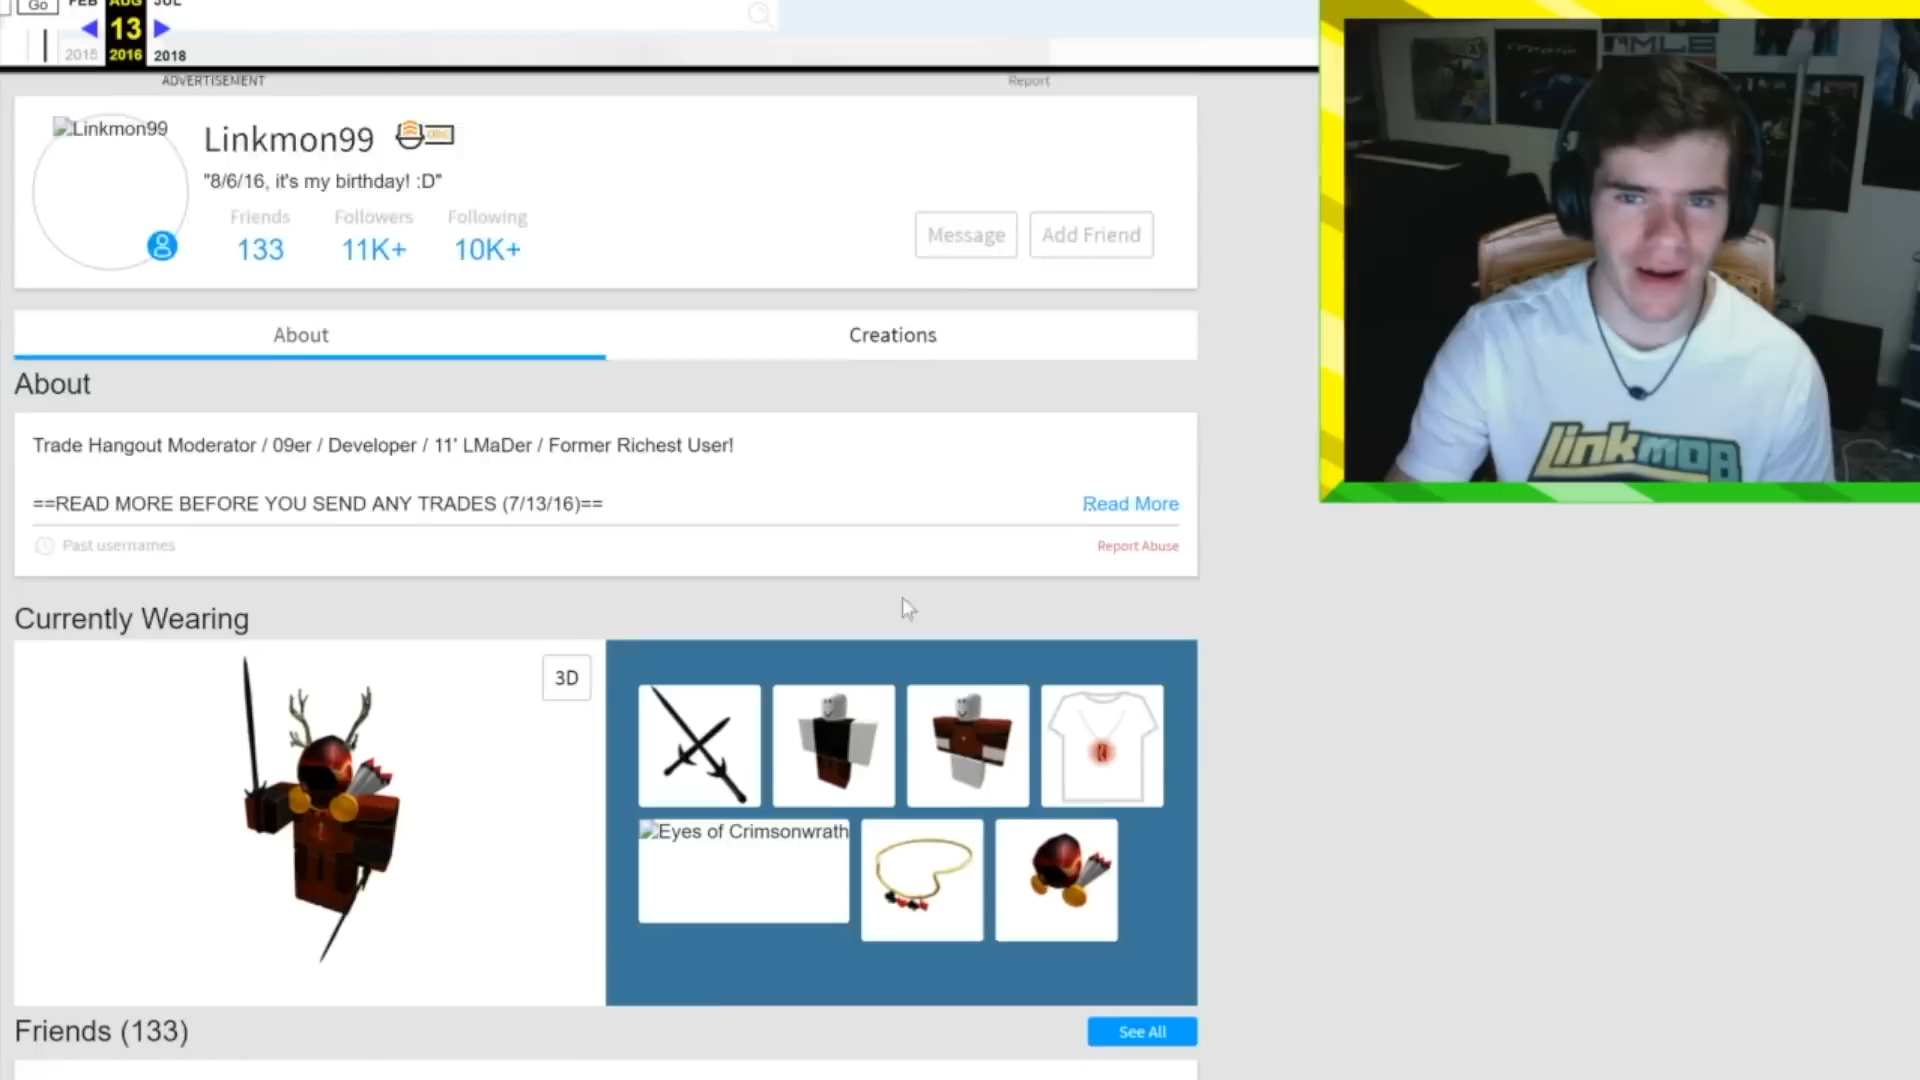 Go
FEB AUG JUL
13
2015 2016 2018
ADVERTISEMENT
Report
MLB
Linkmon99
Linkmon99
OBC
"8/6/16, it's my birthday! :D"
Friends Followers Following
133 11K+ 10K+
Message
Add Friend
About
Creations
About
Trade Hangout Moderator / 09er / Developer / 11' LMaDer / Former Richest User!
==READ MORE BEFORE YOU SEND ANY TRADES (7/13/16)==
Read More
Past usernames
Report Abuse
linkmob
Currently Wearing
3D
Eyes of Crimsonwrath
Friends (133)
See All